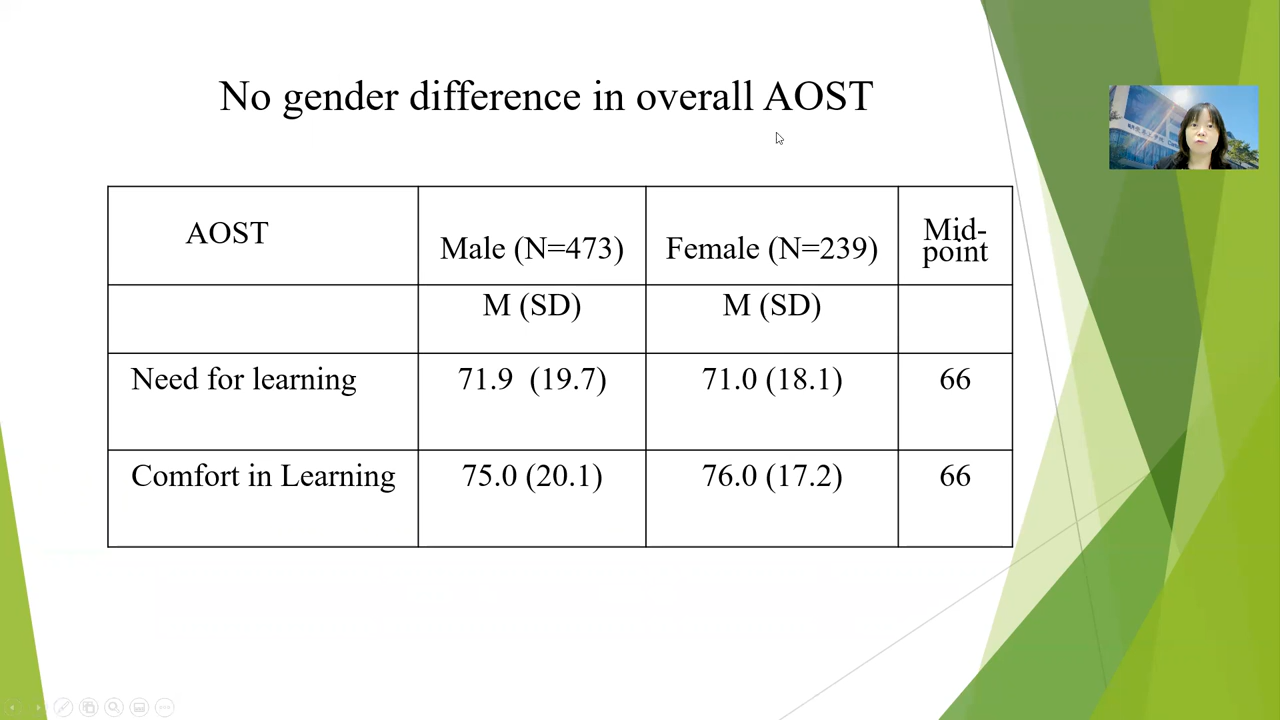 No gender difference in overall AOST
AOST
Male (N=473)
Female (N=239)
Mid-
point
M (SD)
M (SD)
Need for learning
71.9 (19.7)
71.0 (18.1)
66
Comfort in Learning
75.0 (20.1)
76.0 (17.2)
66